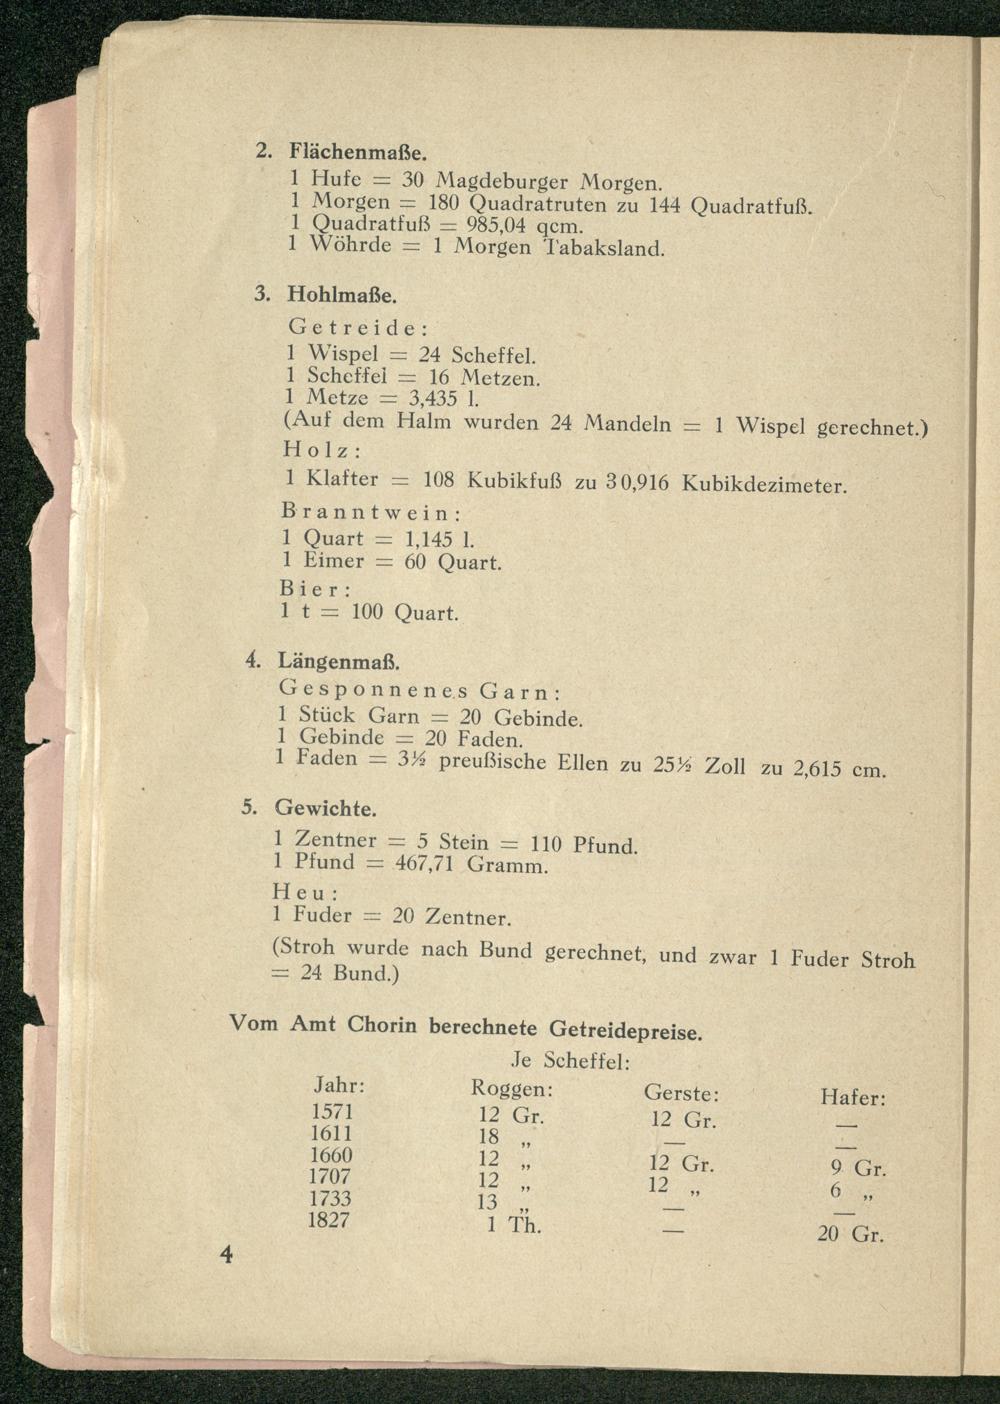 2. Flächenmaße.
1 Hufe = 30 Magdeburger Morgen.
1 Morgen = 180 Quadratruten zu 144 Quadratfuß.
1 Quadratfuß = 985,04 qcm.
1 Wöhrde = 1 Morgen Tabaksland.
3. Hohlmaße.
Getreide:
1 Wispel = 24 Scheffel.
1 Scheffel = 16 Metzen.
1 Metze = 3,435 l.
(Auf dem Halm wurden 24 Mandeln = 1 Wispel gerechnet.)
Holz:
1 Klafter = 108 Kubikfuß zu 30,916 Kubikdezimeter.
Branntwein:
1 Quart = 1,145 l.
1 Eimer = 60 Quart.
Bier:
1 t = 100 Quart.
4. Längenmaß.
Gesponnenes Garn:
1 Stück Garn = 20 Gebinde.
1 Gebinde = 20 Faden.
1 Faden = 3½ preußische Ellen zu 25½ Zoll zu 2,615 cm.
5. Gewichte.
1 Zentner = 5 Stein = 110 Pfund.
1 Pfund = 467,71 Gramm.
Heu:
1 Fuder = 20 Zentner.
(Stroh wurde nach Bund gerechnet, und zwar 1 Fuder Stroh
= 24 Bund.)
Vom Amt Chorin berechnete Getreidepreise.
Je Scheffel:
Jahr: Roggen: Gerste: Hafer:
1571 12 Gr. 12 Gr. —
1611 18 „ — —
1660 12 „ 12 Gr. 9 Gr.
1707 12 „ 12 „ 6 „
1733 13 „ — —
1827 1 Th. — 20 Gr.
4